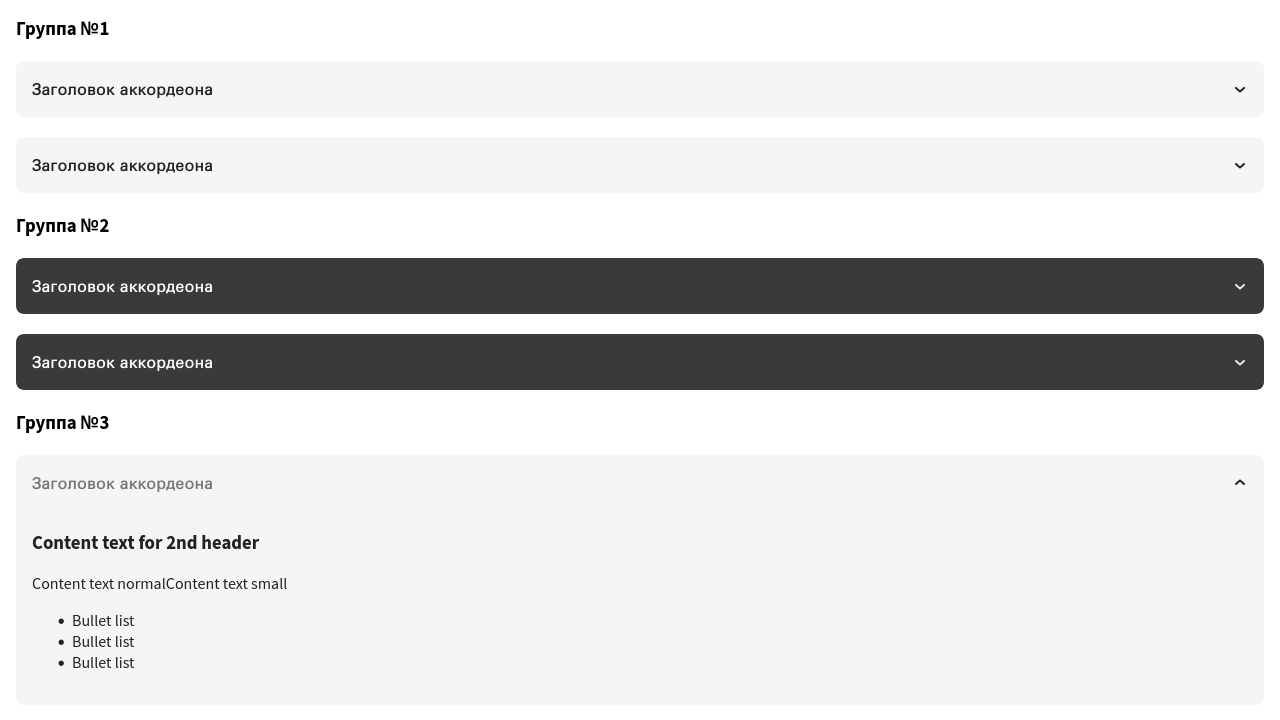 Группа №1
Заголовок аккордеона
Заголовок аккордеона
Группа №2
Заголовок аккордеона
Заголовок аккордеона
Группа №3
Заголовок аккордеона
Content text for 2nd header
Content text normalContent text small
• Bullet list
• Bullet list
• Bullet list